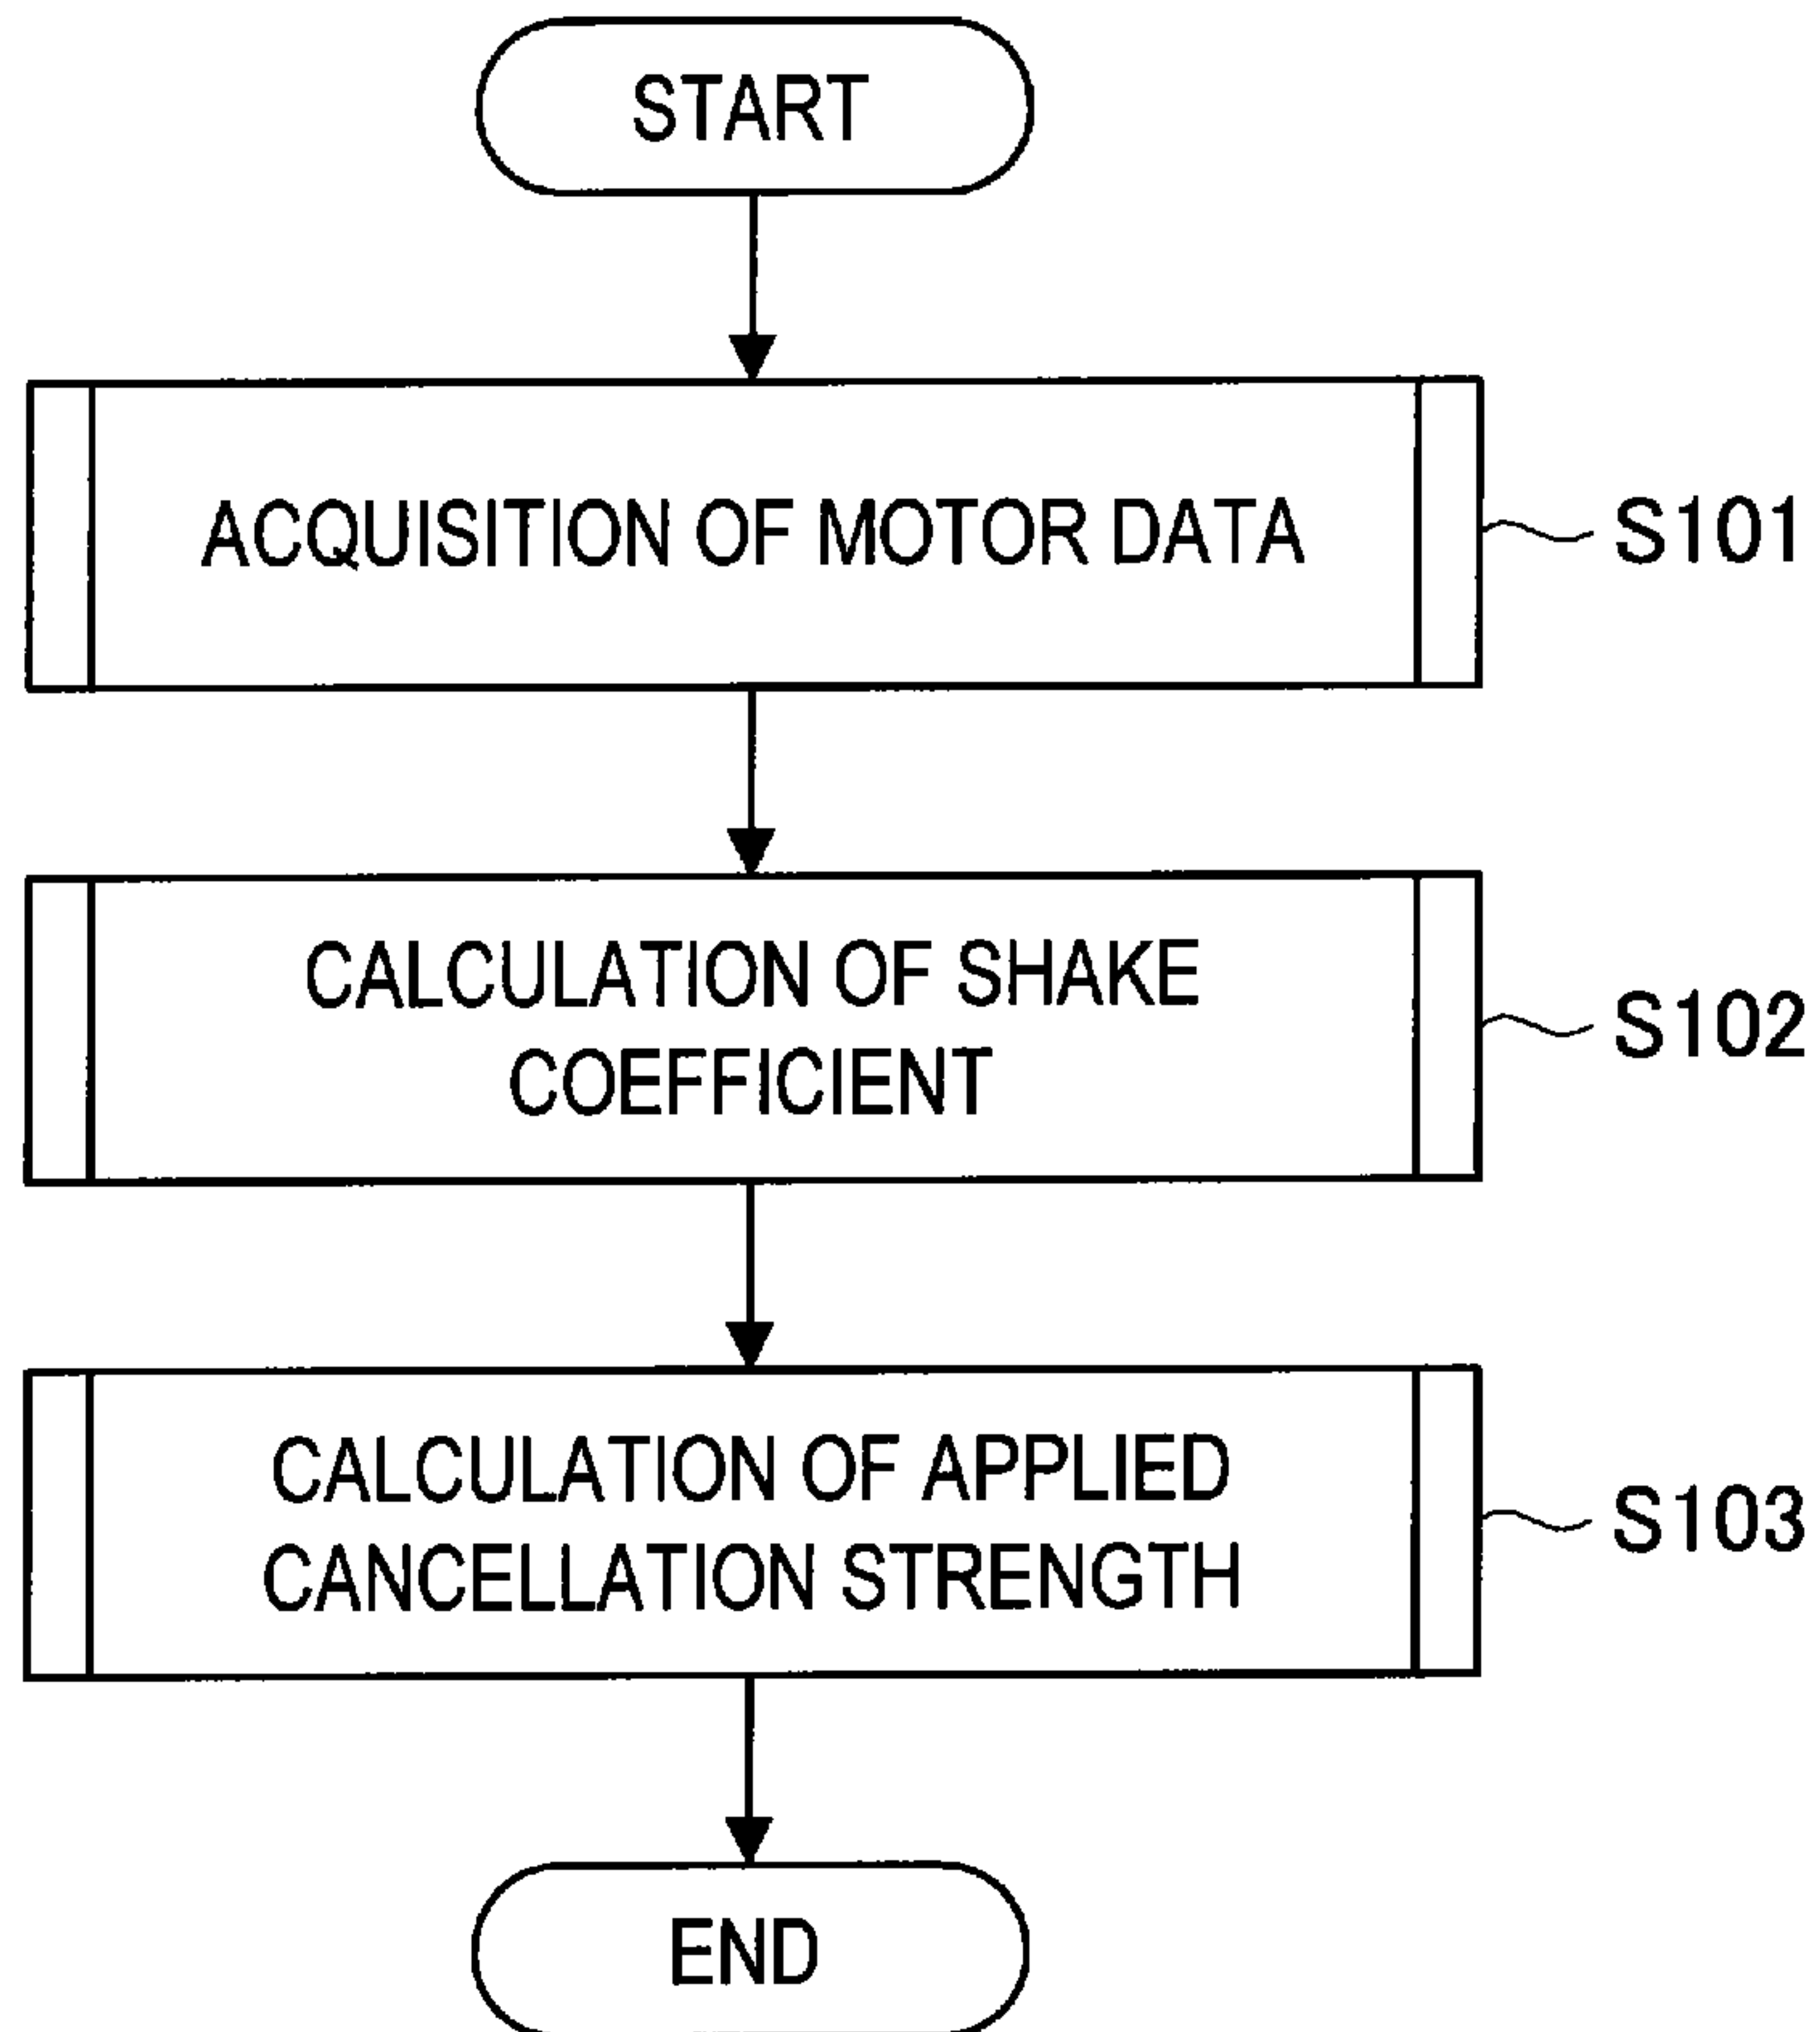 START
ACQUISITION OF MOTOR DATA
S101
CALCULATION OF SHAKE
COEFFICIENT
S102
CALCULATION OF APPLIED
CANCELLATION STRENGTH
S103
END